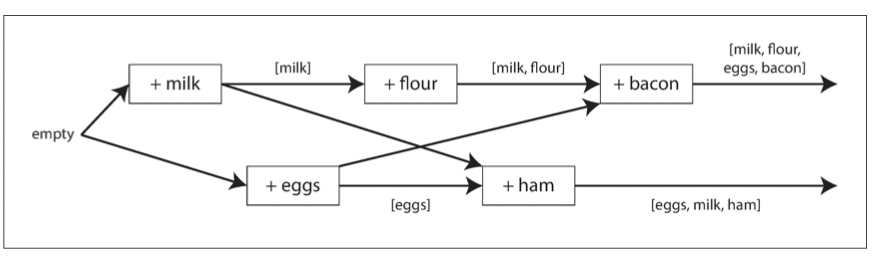 [milk, flour,
eggs, bacon]
+ milk
[milk]
+ flour
[milk, flour]
+ bacon
empty
+ eggs
[eggs]
+ ham
[eggs, milk, ham]